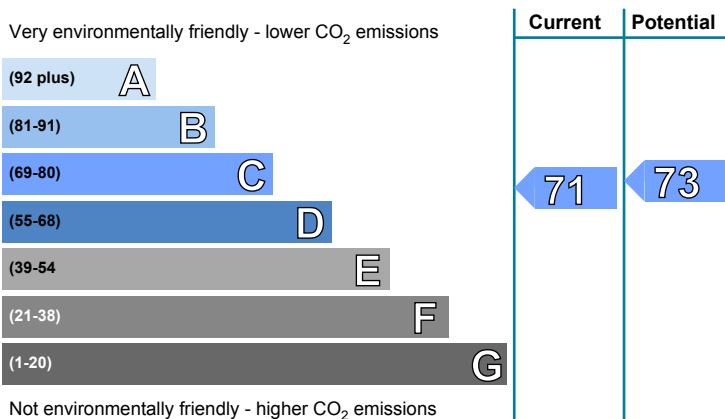 Current Potential
Very environmentally friendly - lower CO2 emissions
(92 plus) A
(81-91) B
(69-80) C
71 73
(55-68) D
(39-54 E
(21-38) F
(1-20) G
Not environmentally friendly - higher CO2 emissions